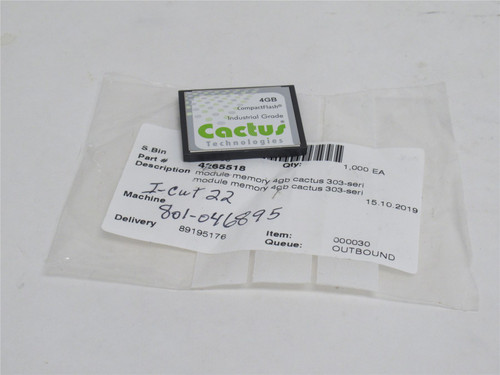 4GB
CompactFlash®
Industrial Grade
Cactus®
Technologies
S.Bin
Part # 4265518 Qty: 1,000 EA
Description module memory 4gb cactus 303-seri
module memory 4gb cactus 303-seri
I-cut 22 15.10.2019
Machine
801-046895
Delivery 89195176 Item: 000030
Queue: OUTBOUND